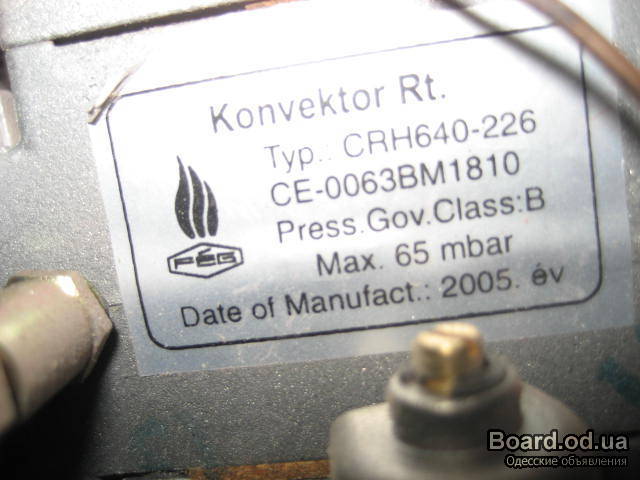 Konvektor Rt.
Typ.: CRH640-226
CE-0063BM1810
Press.Gov.Class:B
Max. 65 mbar
FÉG
Date of Manufact.: 2005. év
Board.od.ua
Одесские объявления